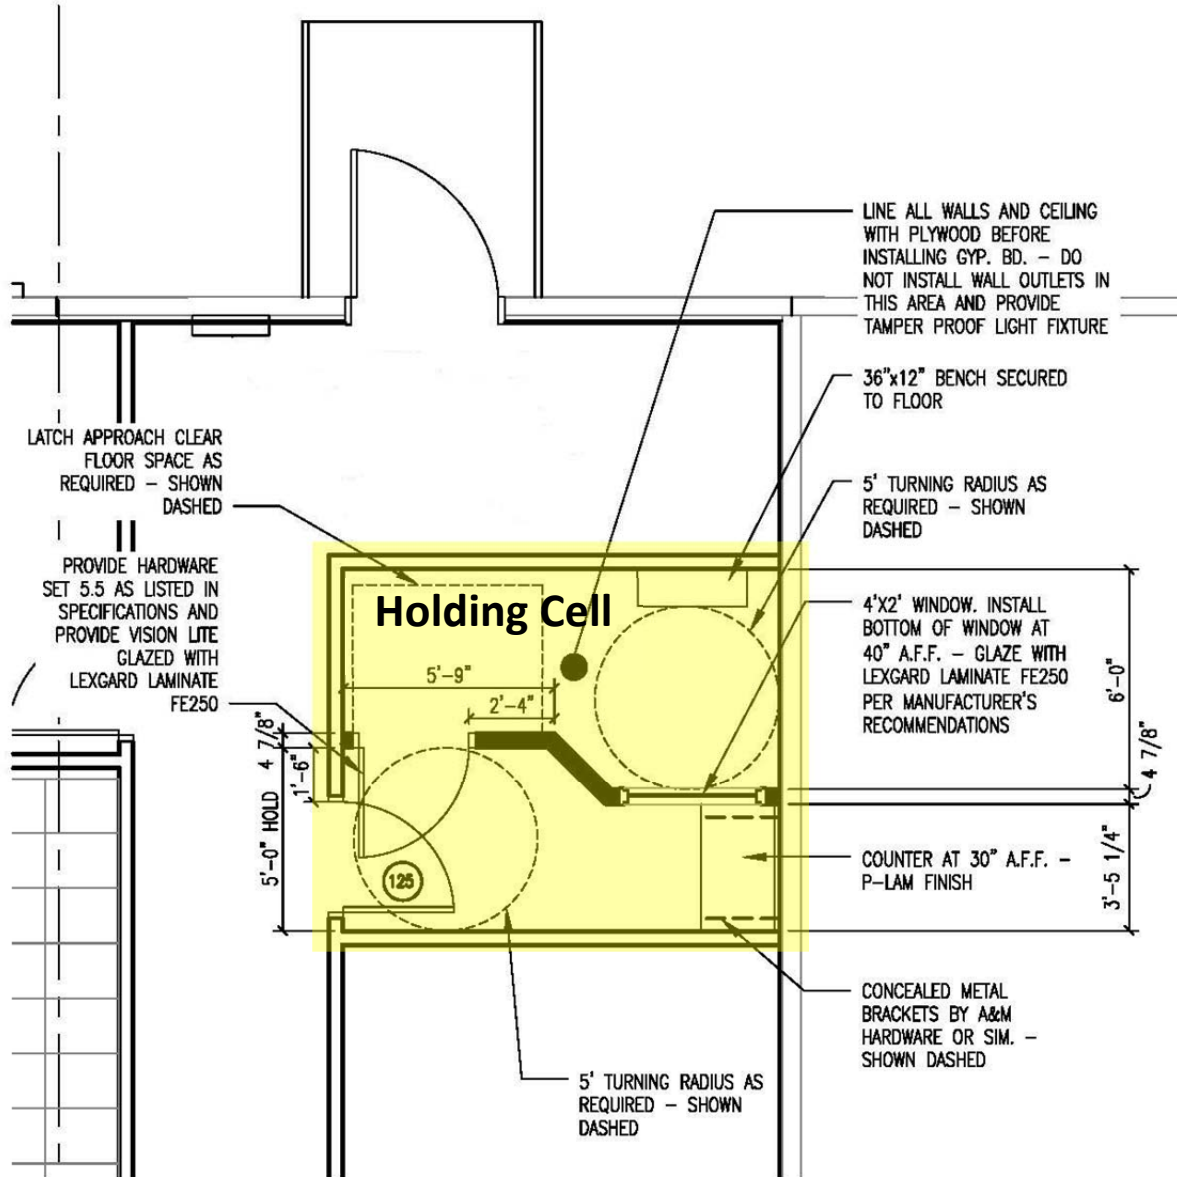 LINE ALL WALLS AND CEILING
WITH PLYWOOD BEFORE
INSTALLING GYP. BD. – DO
NOT INSTALL WALL OUTLETS IN
THIS AREA AND PROVIDE
TAMPER PROOF LIGHT FIXTURE
36"x12" BENCH SECURED
TO FLOOR
LATCH APPROACH CLEAR
FLOOR SPACE AS
REQUIRED – SHOWN
DASHED
5' TURNING RADIUS AS
REQUIRED – SHOWN
DASHED
PROVIDE HARDWARE
SET 5.5 AS LISTED IN
SPECIFICATIONS AND
PROVIDE VISION LITE
GLAZED WITH
LEXGARD LAMINATE
FE250
Holding Cell
4'X2' WINDOW. INSTALL
BOTTOM OF WINDOW AT
40" A.F.F. – GLAZE WITH
LEXGARD LAMINATE FE250
PER MANUFACTURER'S
RECOMMENDATIONS
5'-9"
2'-4"
6'-0"
4 7/8"
4 7/8"
1'-6"
5'-0" HOLD
125
3'-5 1/4"
COUNTER AT 30" A.F.F. –
P-LAM FINISH
CONCEALED METAL
BRACKETS BY A&M
HARDWARE OR SIM. –
SHOWN DASHED
5' TURNING RADIUS AS
REQUIRED – SHOWN
DASHED